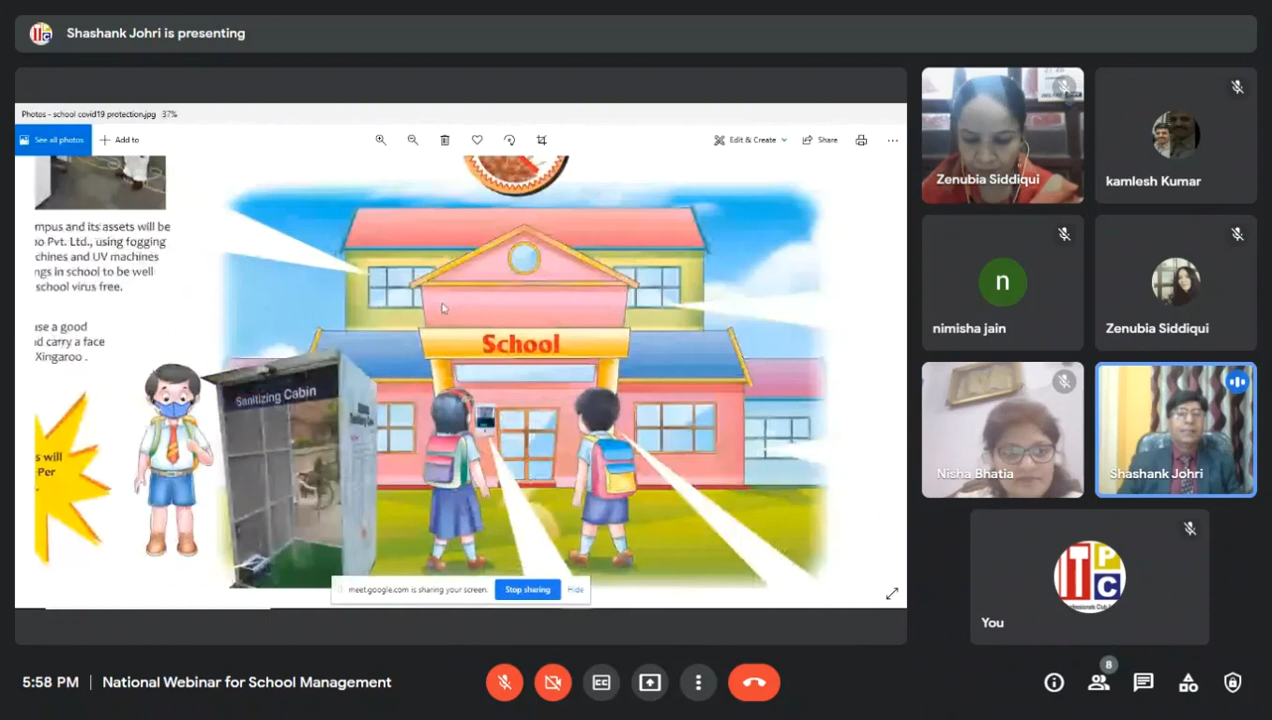 Shashank Johri is presenting
Photos - school covid19 protection.jpg 37%
See all photos
Add to
Edit & Create
Share
mpus and its assets will be
o Pvt. Ltd., using fogging
chines and UV machines
ngs in school to be well
school virus free.
se a good
d carry a face
Xingaroo .
s will
Per
School
Sanitizing Cabin
meet.google.com is sharing your screen.
Stop sharing
Hide
Zenubia Siddiqui
kamlesh Kumar
n
nimisha jain
Zenubia Siddiqui
Nisha Bhatia
Shashank Johri
I T P C
You
5:58 PM
National Webinar for School Management
8